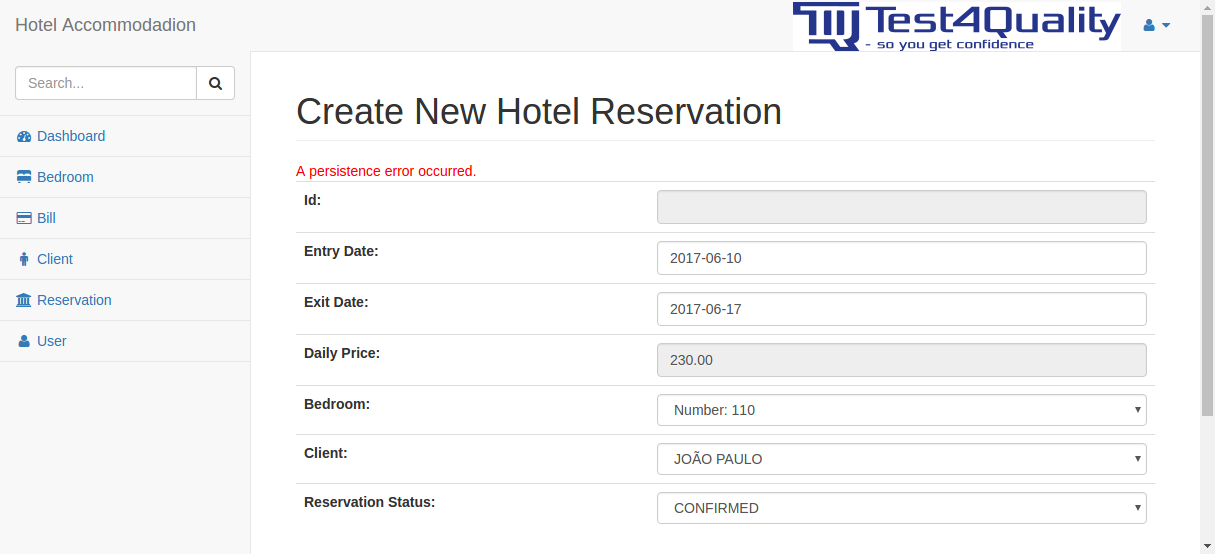 Hotel Accommodadion
Test4Quality
- so you get confidence
Search...
Dashboard
Bedroom
Bill
Client
Reservation
User
Create New Hotel Reservation
A persistence error occurred.
Id:
Entry Date: 2017-06-10
Exit Date: 2017-06-17
Daily Price: 230.00
Bedroom: Number: 110
Client: JOÃO PAULO
Reservation Status: CONFIRMED